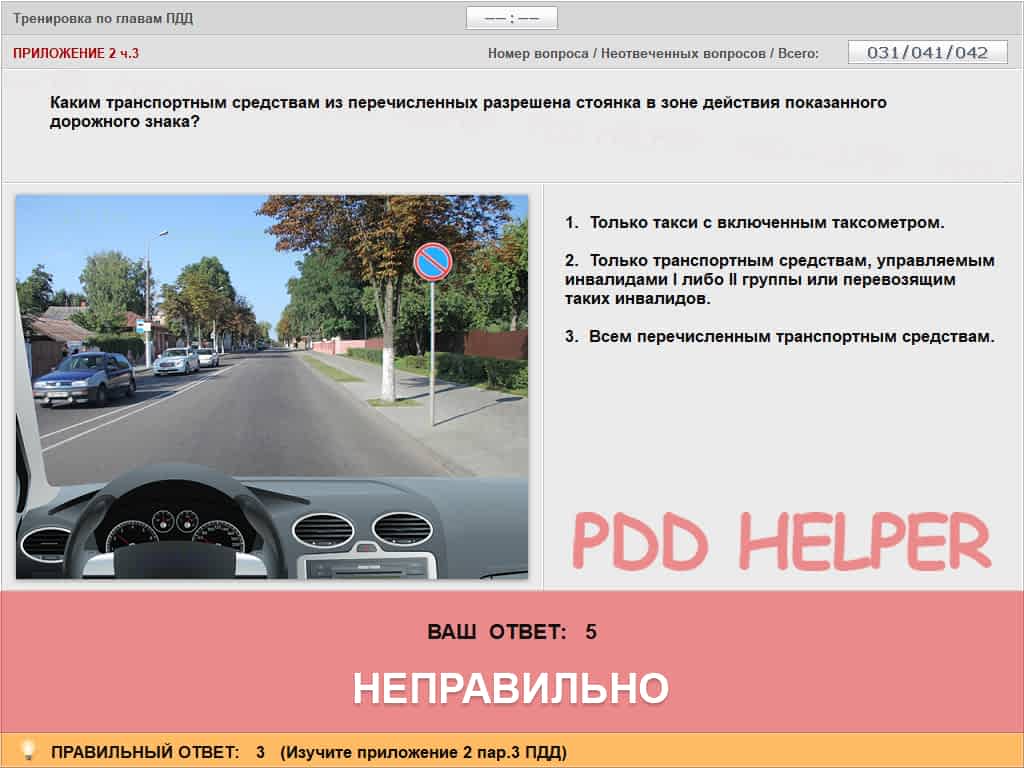 Тренировка по главам ПДД
—— : ——
ПРИЛОЖЕНИЕ 2 ч.3
Номер вопроса / Неотвеченных вопросов / Всего:
031/041/042
Каким транспортным средствам из перечисленных разрешена стоянка в зоне действия показанного
дорожного знака?
1. Только такси с включенным таксометром.
2. Только транспортным средствам, управляемым
инвалидами I либо II группы или перевозящим
таких инвалидов.
3. Всем перечисленным транспортным средствам.
PDD HELPER
ВАШ ОТВЕТ: 5
НЕПРАВИЛЬНО
ПРАВИЛЬНЫЙ ОТВЕТ: 3 (Изучите приложение 2 пар.3 ПДД)